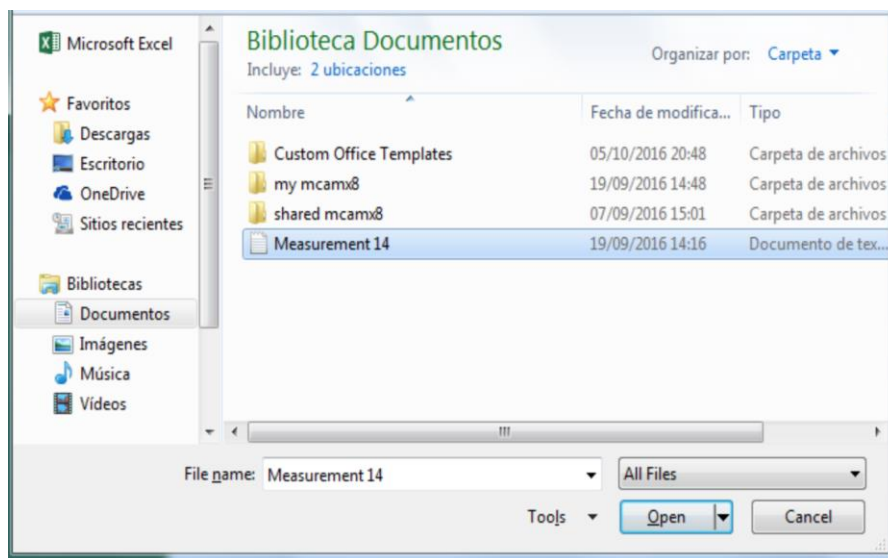 Microsoft Excel
Favoritos
Descargas
Escritorio
OneDrive
Sitios recientes
Bibliotecas
Documentos
Imágenes
Música
Vídeos
Biblioteca Documentos
Incluye: 2 ubicaciones
Organizar por: Carpeta
Nombre Fecha de modifica... Tipo
Custom Office Templates 05/10/2016 20:48 Carpeta de archivos
my mcamx8 19/09/2016 14:48 Carpeta de archivos
shared mcamx8 07/09/2016 15:01 Carpeta de archivos
Measurement 14 19/09/2016 14:16 Documento de tex...
File name: Measurement 14 All Files
Tools Open Cancel